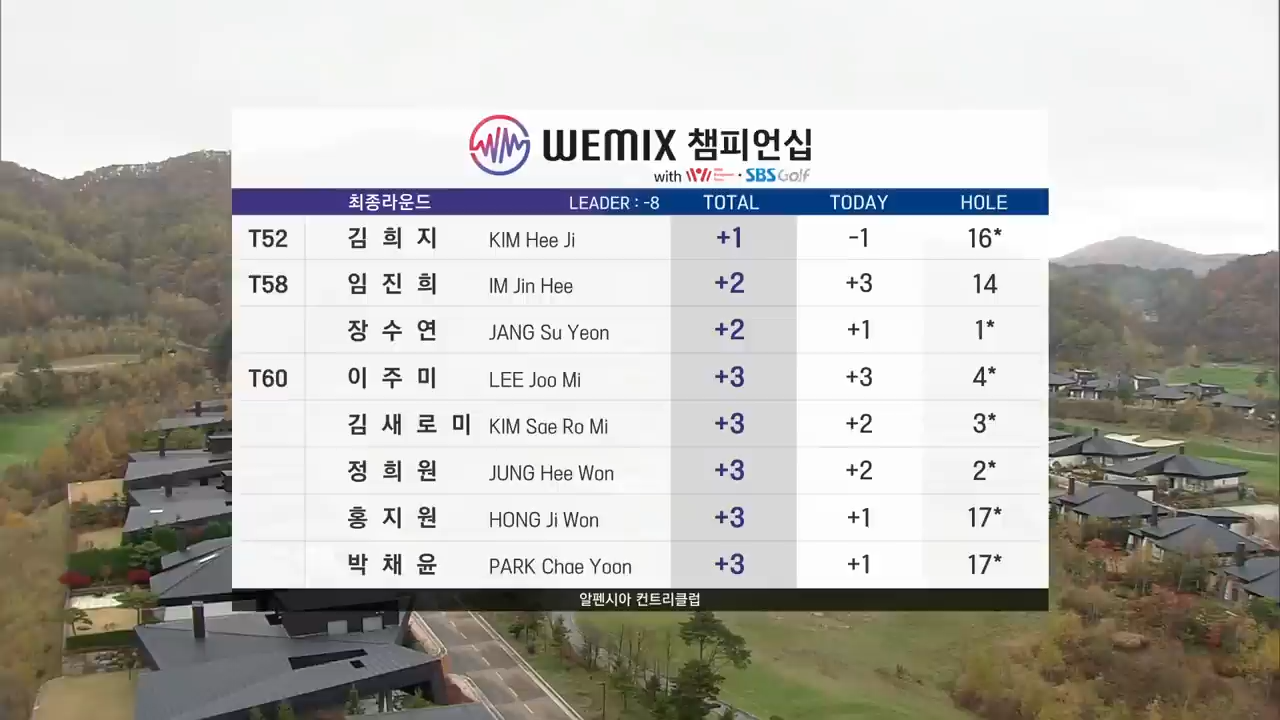 WEMIX 챔피언십
with SBS Golf
최종라운드 LEADER : -8 TOTAL TODAY HOLE
T52 김 희 지 KIM Hee Ji +1 -1 16*
T58 임 진 희 IM Jin Hee +2 +3 14
장 수 연 JANG Su Yeon +2 +1 1*
T60 이 주 미 LEE Joo Mi +3 +3 4*
김 새 로 미 KIM Sae Ro Mi +3 +2 3*
정 희 원 JUNG Hee Won +3 +2 2*
홍 지 원 HONG Ji Won +3 +1 17*
박 채 윤 PARK Chae Yoon +3 +1 17*
알펜시아 컨트리클럽